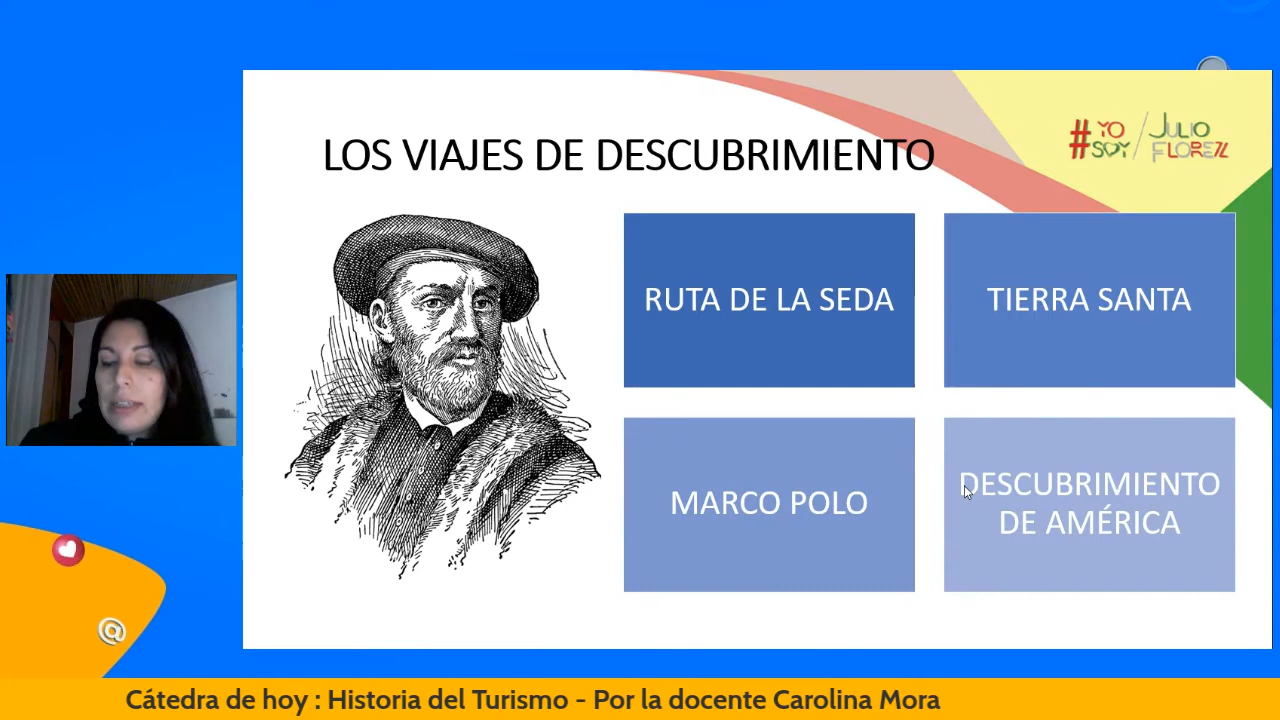 LOS VIAJES DE DESCUBRIMIENTO
# YO SOY / JULIO FLOREZ
RUTA DE LA SEDA
TIERRA SANTA
MARCO POLO
DESCUBRIMIENTO
DE AMÉRICA
@
Cátedra de hoy : Historia del Turismo - Por la docente Carolina Mora